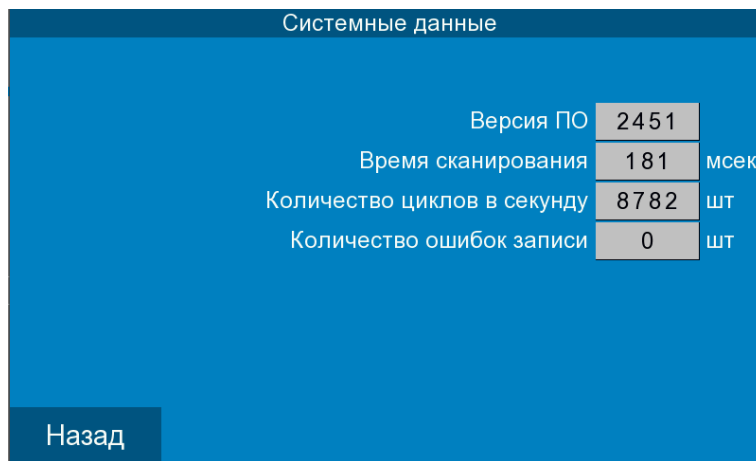 Системные данные
Версия ПО 2451
Время сканирования 181 мсек
Количество циклов в секунду 8782 шт
Количество ошибок записи 0 шт
Назад